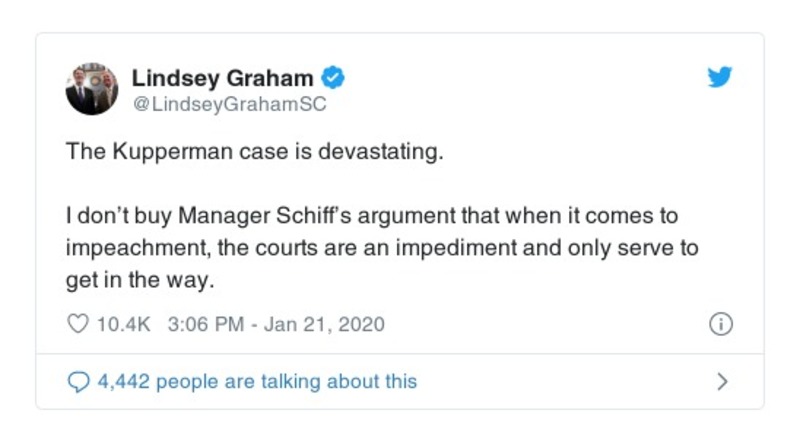 Lindsey Graham
@LindseyGrahamSC
The Kupperman case is devastating.
I don’t buy Manager Schiff’s argument that when it comes to
impeachment, the courts are an impediment and only serve to
get in the way.
10.4K 3:06 PM - Jan 21, 2020
4,442 people are talking about this